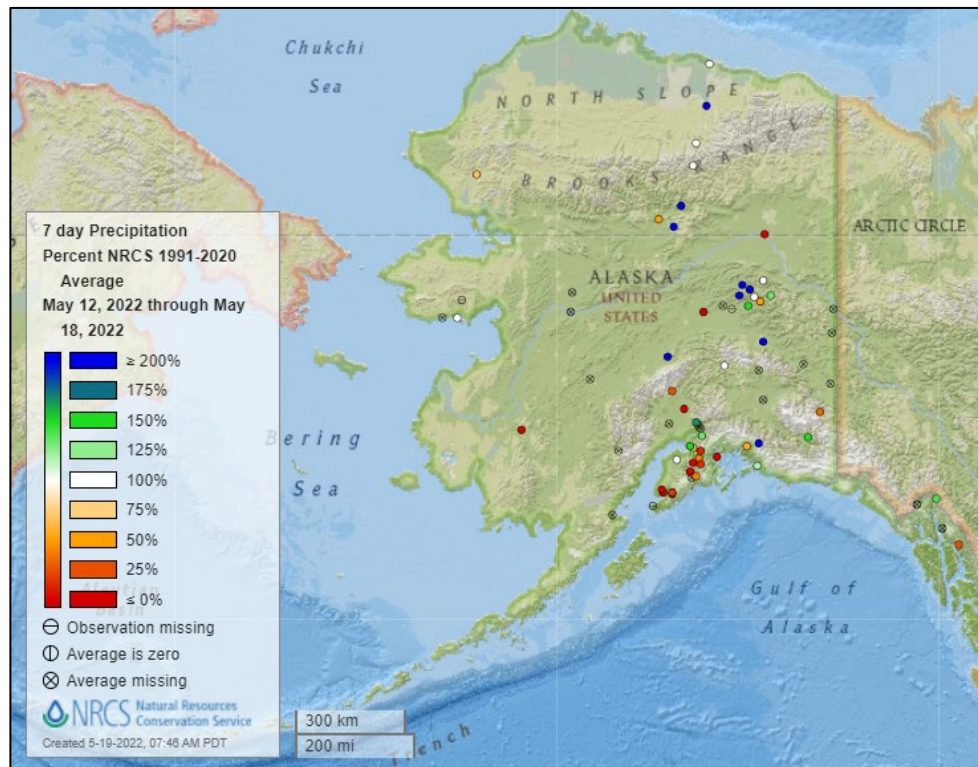 Chukchi
Sea
NORTH SLOPE
BROOKS RANGE
ARCTIC CIRCLE
ALASKA
UNITED
STATES
Bering
Sea
Gulf of
Alaska
Trench
7 day Precipitation
Percent NRCS 1991-2020
Average
May 12, 2022 through May
18, 2022
≥ 200%
175%
150%
125%
100%
75%
50%
25%
≤ 0%
Observation missing
Average is zero
Average missing
NRCS Natural Resources
Conservation Service
Created 5-19-2022, 07:46 AM PDT
300 km
200 mi